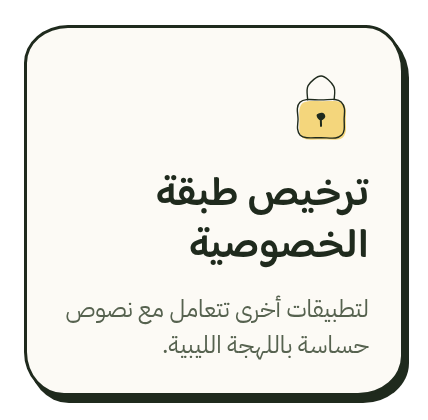 ترخيص طبقة
الخصوصية
لتطبيقات أخرى تتعامل مع نصوص
حساسة باللهجة الليبية.